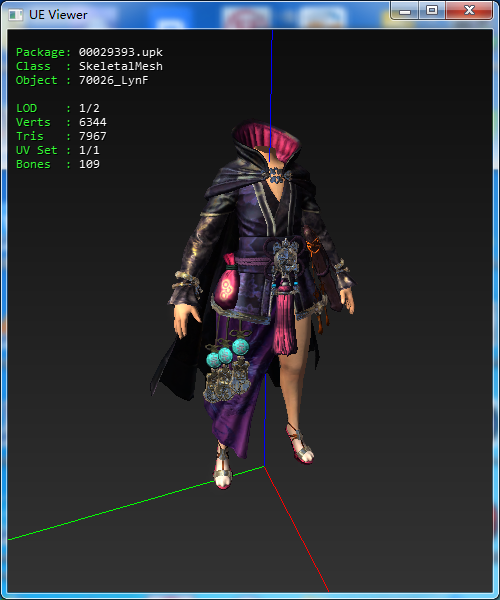 UE Viewer
Package: 00029393.upk
Class : SkeletalMesh
Object : 70026_LynF
LOD : 1/2
Verts : 6344
Tris : 7967
UV Set : 1/1
Bones : 109